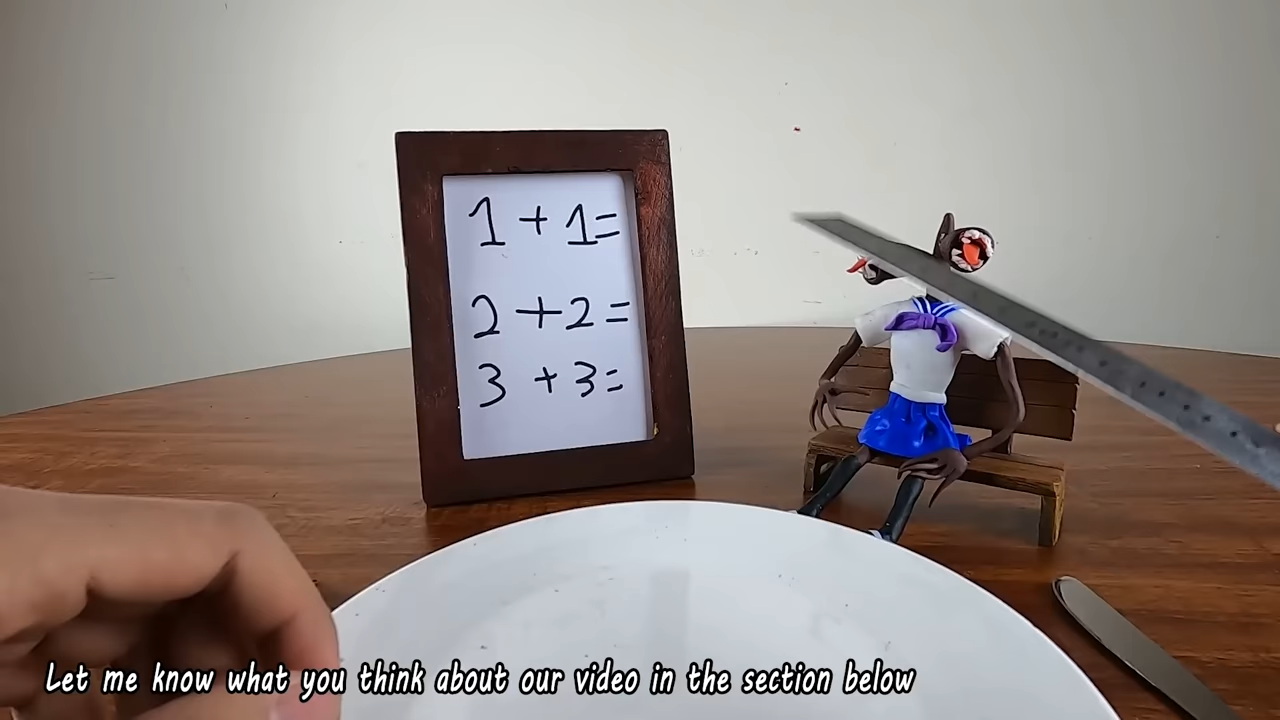 1 + 1 =
2 + 2 =
3 + 3 =
Let me know what you think about our video in the section below